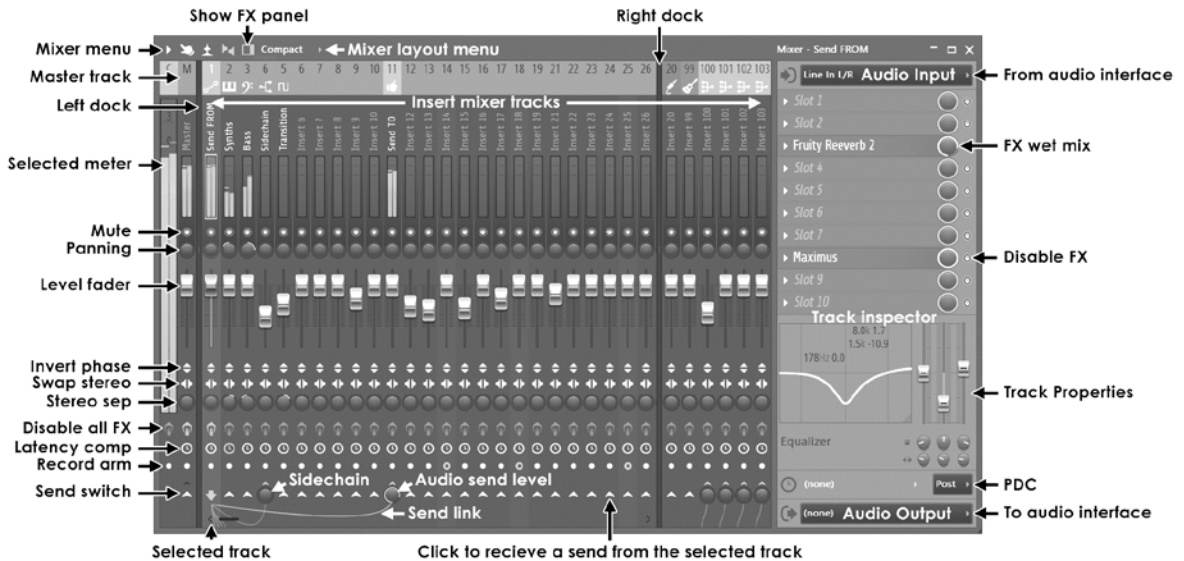 Show FX panel
Right dock
Mixer menu
Compact
Mixer layout menu
Mixer - Send FROM
Master track
C M 1 2 3 6 5 6 7 8 9 10 11 12 13 14 15 16 17 18 19 22 23 24 25 26 20 99 100 101 102 103
Line In L/R Audio Input
From audio interface
Left dock
Insert mixer tracks
Master
Send FROM
Synths
Bass
Sidechain
Transition
Insert 6
Insert 7
Insert 8
Insert 9
Insert 10
Send TO
Insert 12
Insert 13
Insert 14
Insert 15
Insert 16
Insert 17
Insert 18
Insert 19
Insert 22
Insert 23
Insert 24
Insert 25
Insert 26
Insert 20
Insert 99
Insert 100
Insert 101
Insert 102
Insert 103
Slot 1
Slot 2
Fruity Reeverb 2
FX wet mix
Slot 4
Slot 5
Slot 6
Slot 7
Maximus
Disable FX
Slot 9
Slot 10
Selected meter
Mute
Panning
Level fader
Track inspector
8.0k 1.7
1.5k -10.9
178Hz 0.0
Invert phase
Swap stereo
Stereo sep
Track Properties
Disable all FX
Equalizer
Latency comp
Record arm
Sidechain
Audio send level
Send switch
(none)
Post
PDC
Send link
(none) Audio Output
To audio interface
Selected track
Click to recieve a send from the selected track